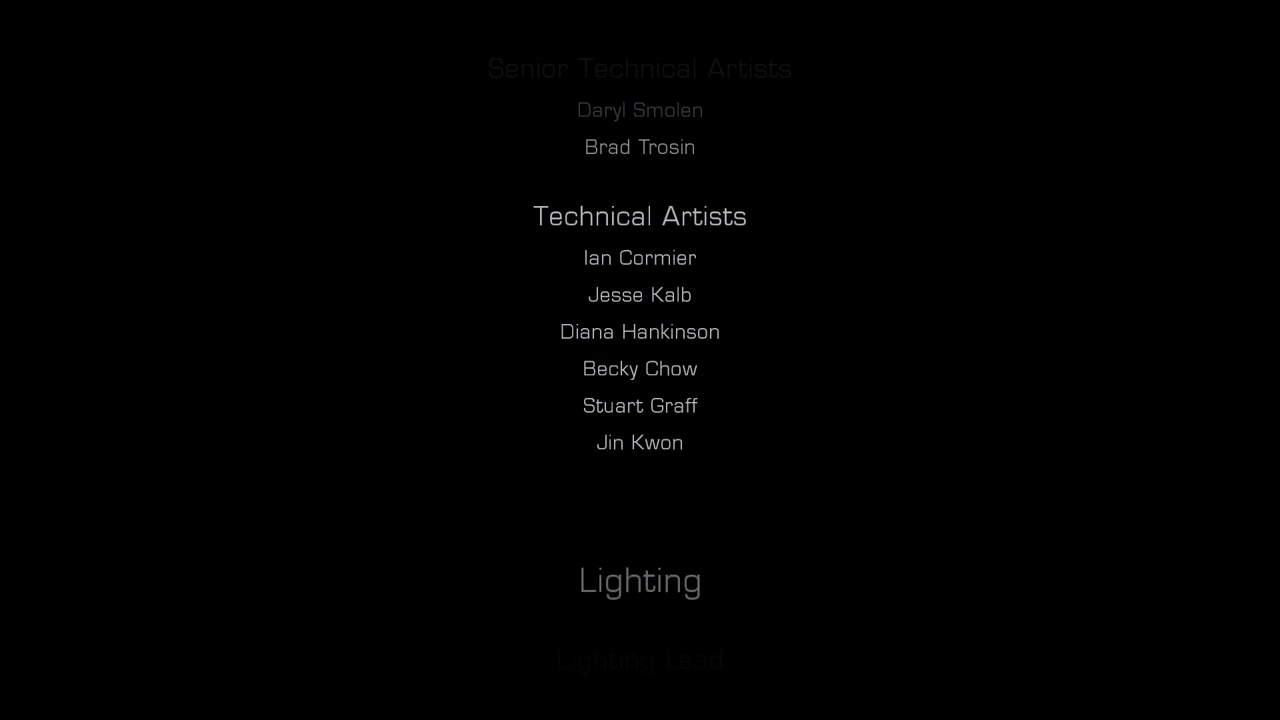 Senior Technical Artists
Daryl Smolen
Brad Trosin
Technical Artists
Ian Cormier
Jesse Kalb
Diana Hankinson
Becky Chow
Stuart Graff
Jin Kwon
Lighting
Lighting Lead